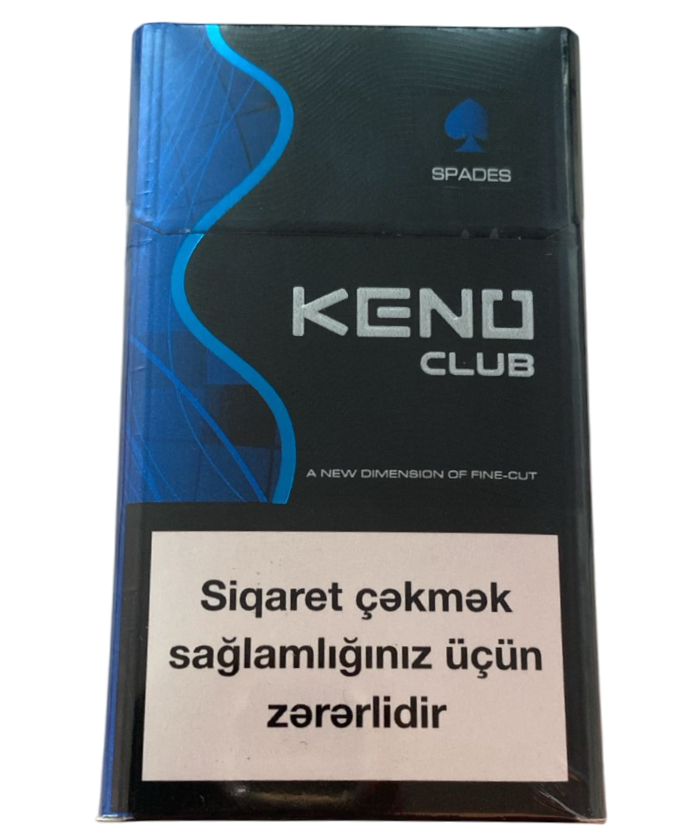 SPADES
KENO
CLUB
A NEW DIMENSION OF FINE-CUT
Siqaret çəkmək
sağlamlığınız üçün
zərərlidir